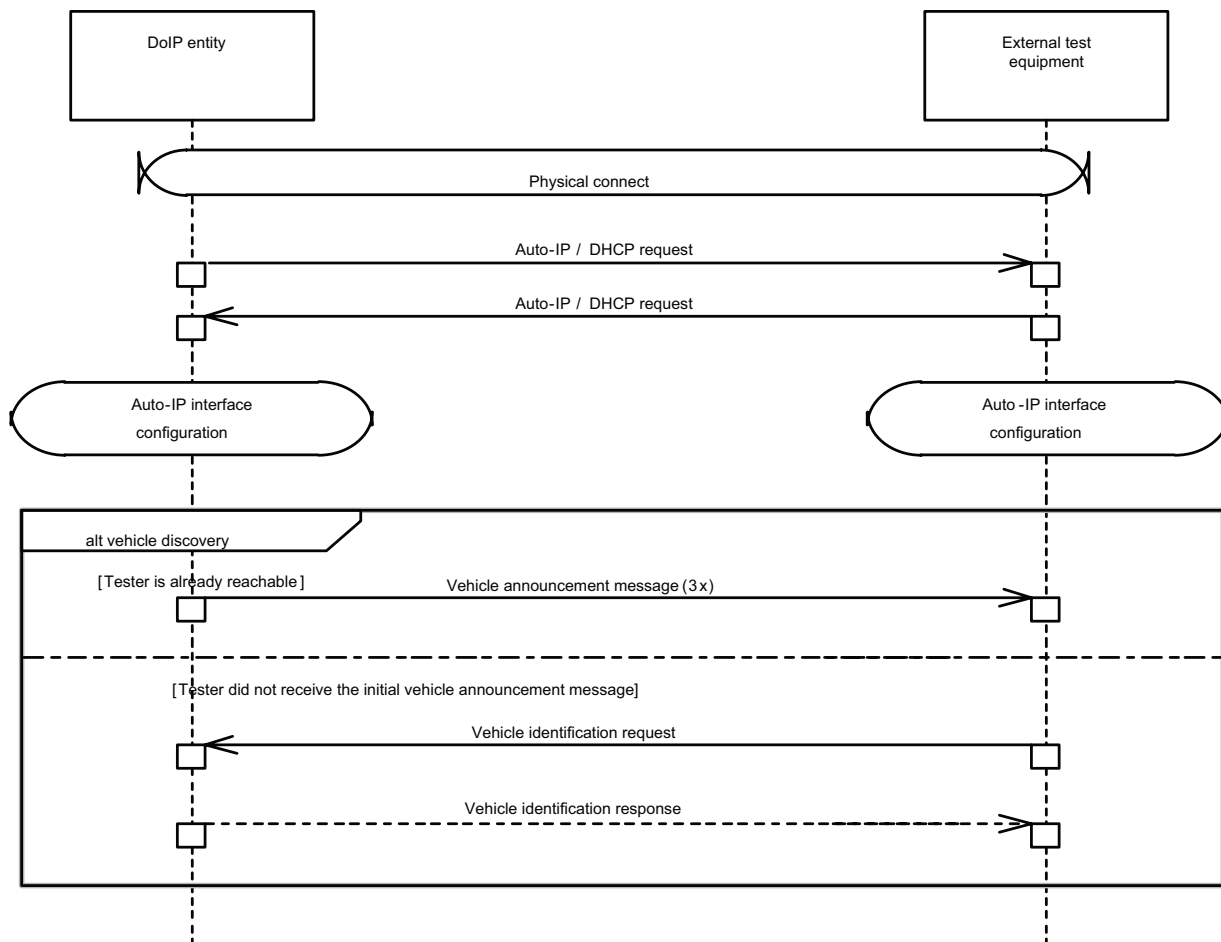 DoIP entity
External test
equipment
Physical connect
Auto-IP / DHCP request
Auto-IP / DHCP request
Auto-IP interface
configuration
Auto-IP interface
configuration
alt vehicle discovery
[Tester is already reachable]
Vehicle announcement message (3x)
[Tester did not receive the initial vehicle announcement message]
Vehicle identification request
Vehicle identification response